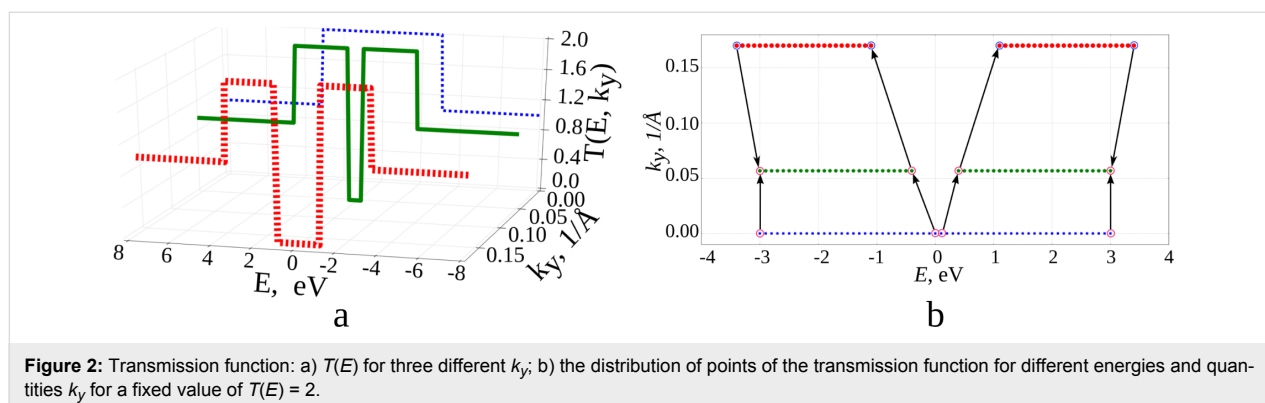 2.0
1.6
1.2
0.8
0.4
0.0
T(E, ky)
0.00
0.05
0.10
0.15
ky, 1/Å
8 6 4 2 0 -2 -4 -6 -8
E, eV
a
0.15
0.10
0.05
0.00
ky, 1/Å
-4 -3 -2 -1 0 1 2 3 4
E, eV
b
Figure 2: Transmission function: a) T(E) for three different ky; b) the distribution of points of the transmission function for different energies and quan-
tities ky for a fixed value of T(E) = 2.